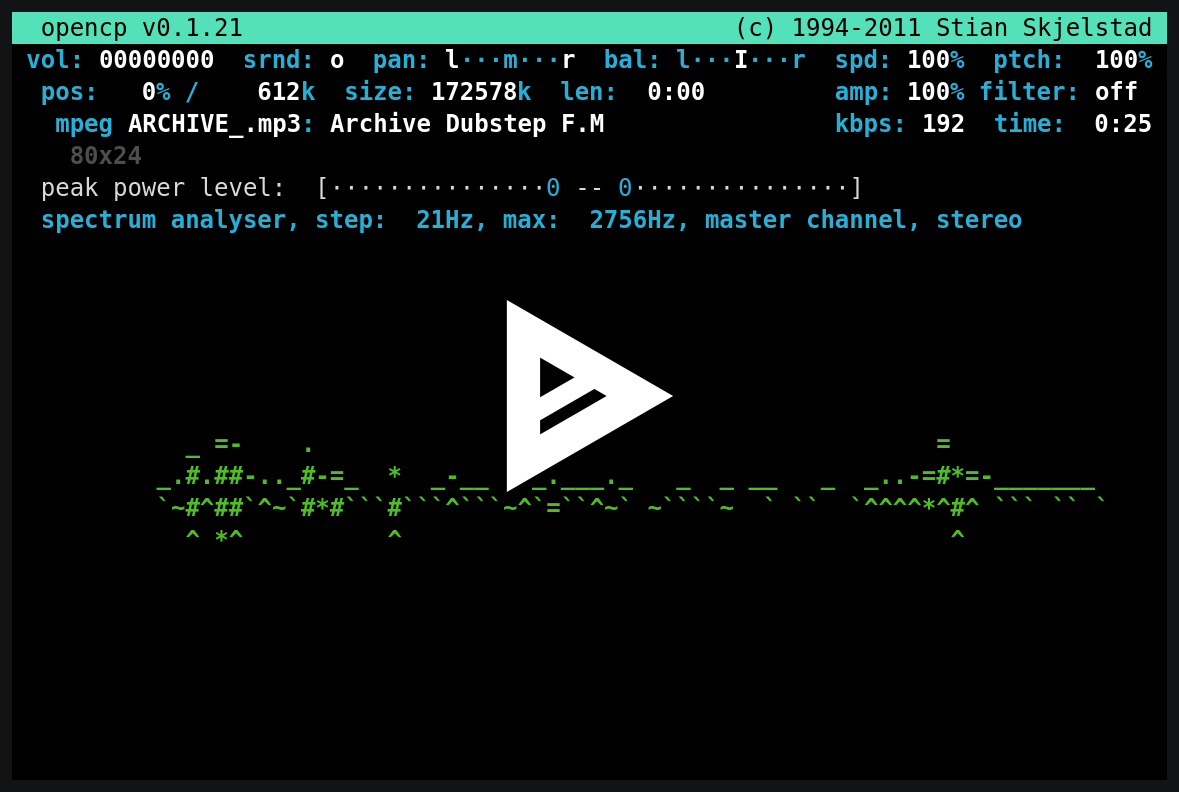 opencp v0.1.21 (c) 1994-2011 Stian Skjelstad
vol: 00000000 srnd: o pan: l···m···r bal: l···I···r spd: 100% ptch: 100%
pos: 0% / 612k size: 172578k len: 0:00 amp: 100% filter: off
mpeg ARCHIVE_.mp3: Archive Dubstep F.M kbps: 192 time: 0:25
80x24
peak power level: [···············0 -- 0···············]
spectrum analyser, step: 21Hz, max: 2756Hz, master channel, stereo